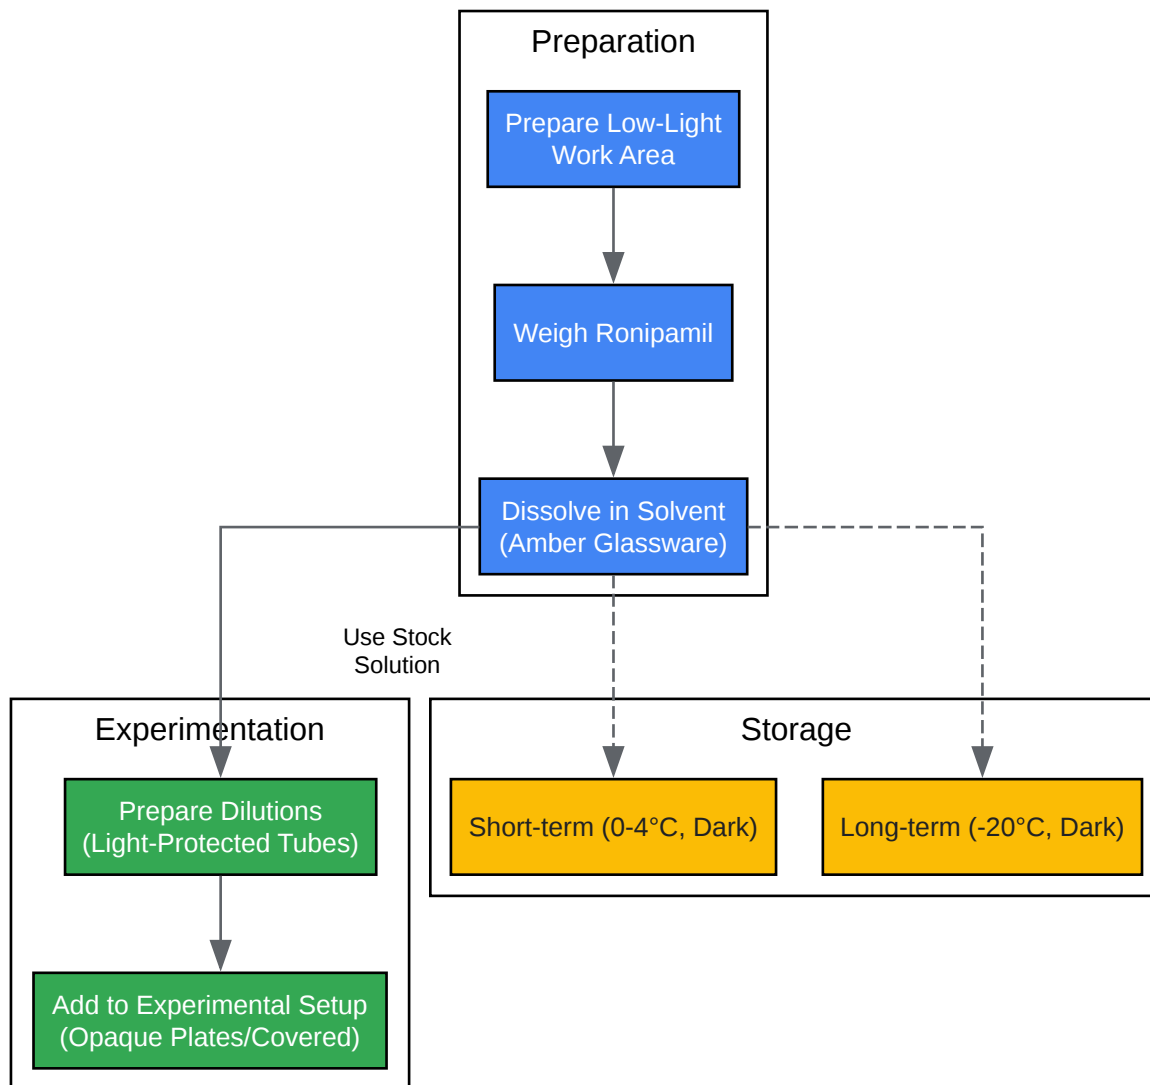 Preparation
Prepare Low-Light
Work Area
Weigh Ronipamil
Dissolve in Solvent
(Amber Glassware)
Use Stock
Solution
Experimentation
Prepare Dilutions
(Light-Protected Tubes)
Add to Experimental Setup
(Opaque Plates/Covered)
Storage
Short-term (0-4°C, Dark)
Long-term (-20°C, Dark)